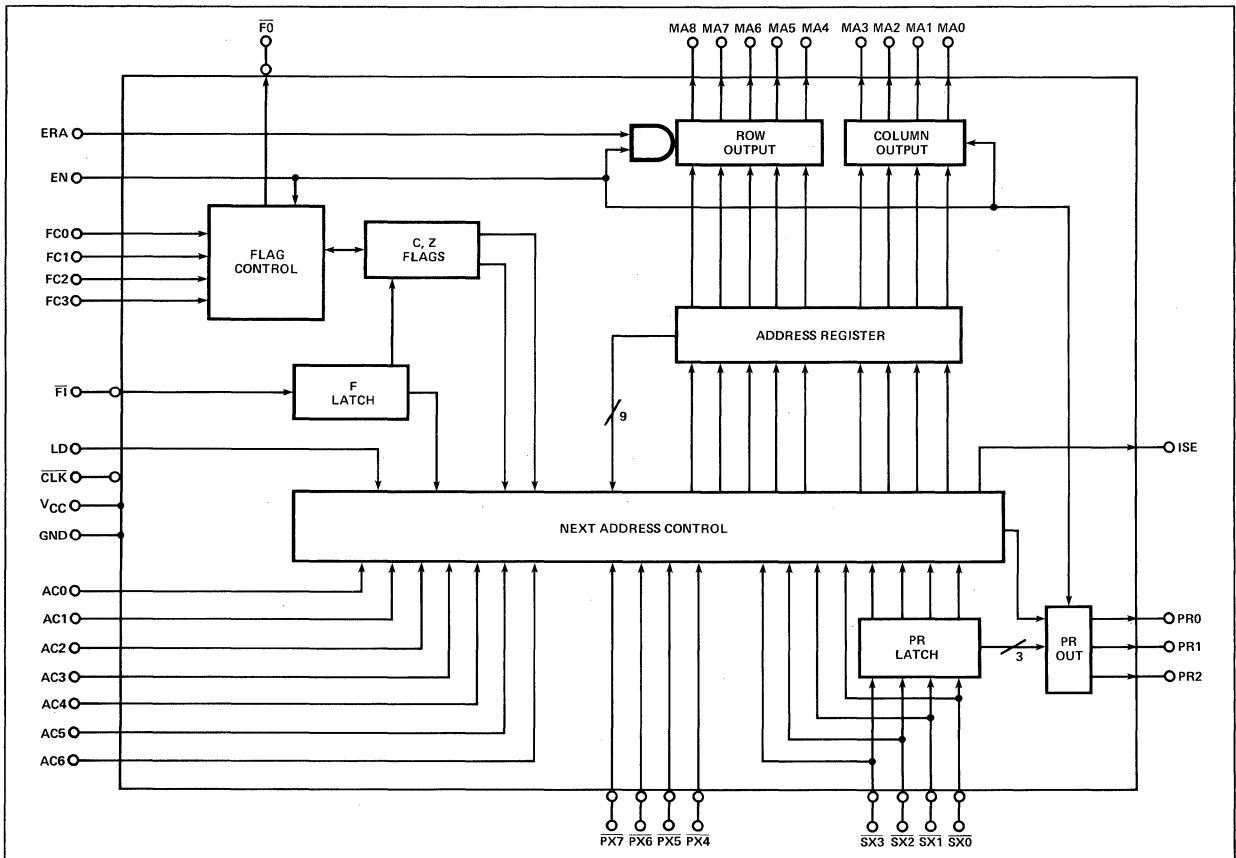 F0
MA8 MA7 MA6 MA5 MA4 MA3 MA2 MA1 MA0
ERA
EN
ROW
OUTPUT
COLUMN
OUTPUT
FC0
FC1
FC2
FC3
FLAG
CONTROL
C, Z
FLAGS
ADDRESS REGISTER
FI
F
LATCH
9
LD
ISE
CLK
VCC
GND
NEXT ADDRESS CONTROL
AC0
AC1
AC2
AC3
AC4
AC5
AC6
PR
LATCH
3
PR
OUT
PR0
PR1
PR2
PX7 PX6 PX5 PX4
SX3 SX2 SX1 SX0